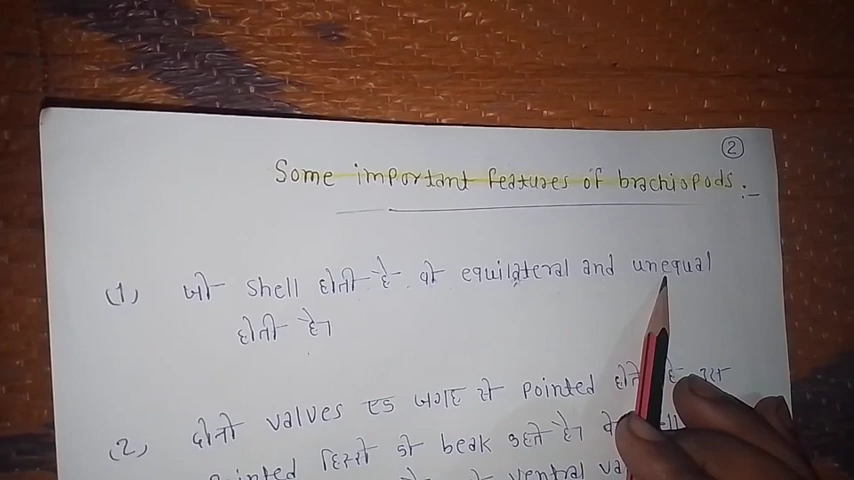 2
Some important features of brachiopods :-
(1) जो shell होती है वो equilateral and unequal
होती है।
(2) दोनो valves एक जगह से pointed होते है उस
pointed हिस्से को beak कहते है।
ventral